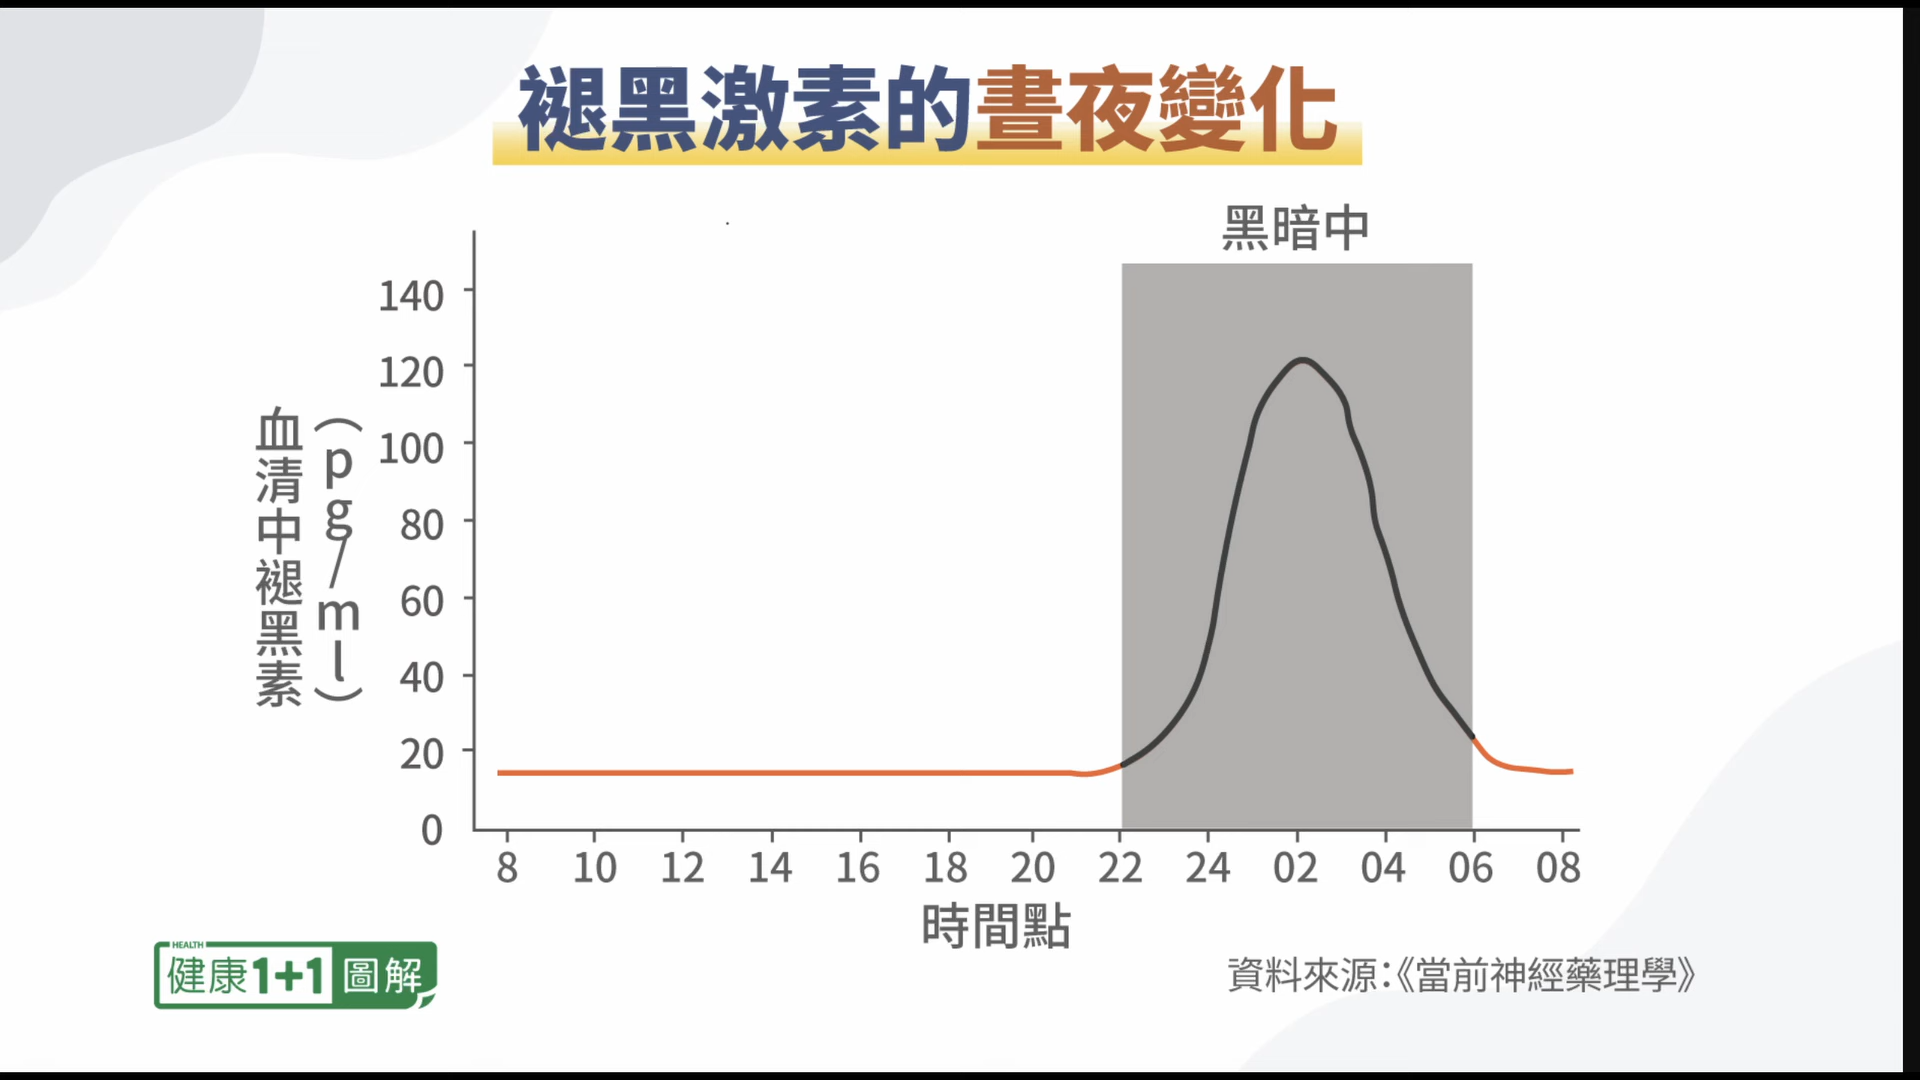 褪黑激素的晝夜變化
黑暗中
140
120
100
80
60
40
20
0
血清中褪黑素
(pg/ml)
8 10 12 14 16 18 20 22 24 02 04 06 08
時間點
HEALTH
健康1+1 圖解
資料來源:《當前神經藥理學》